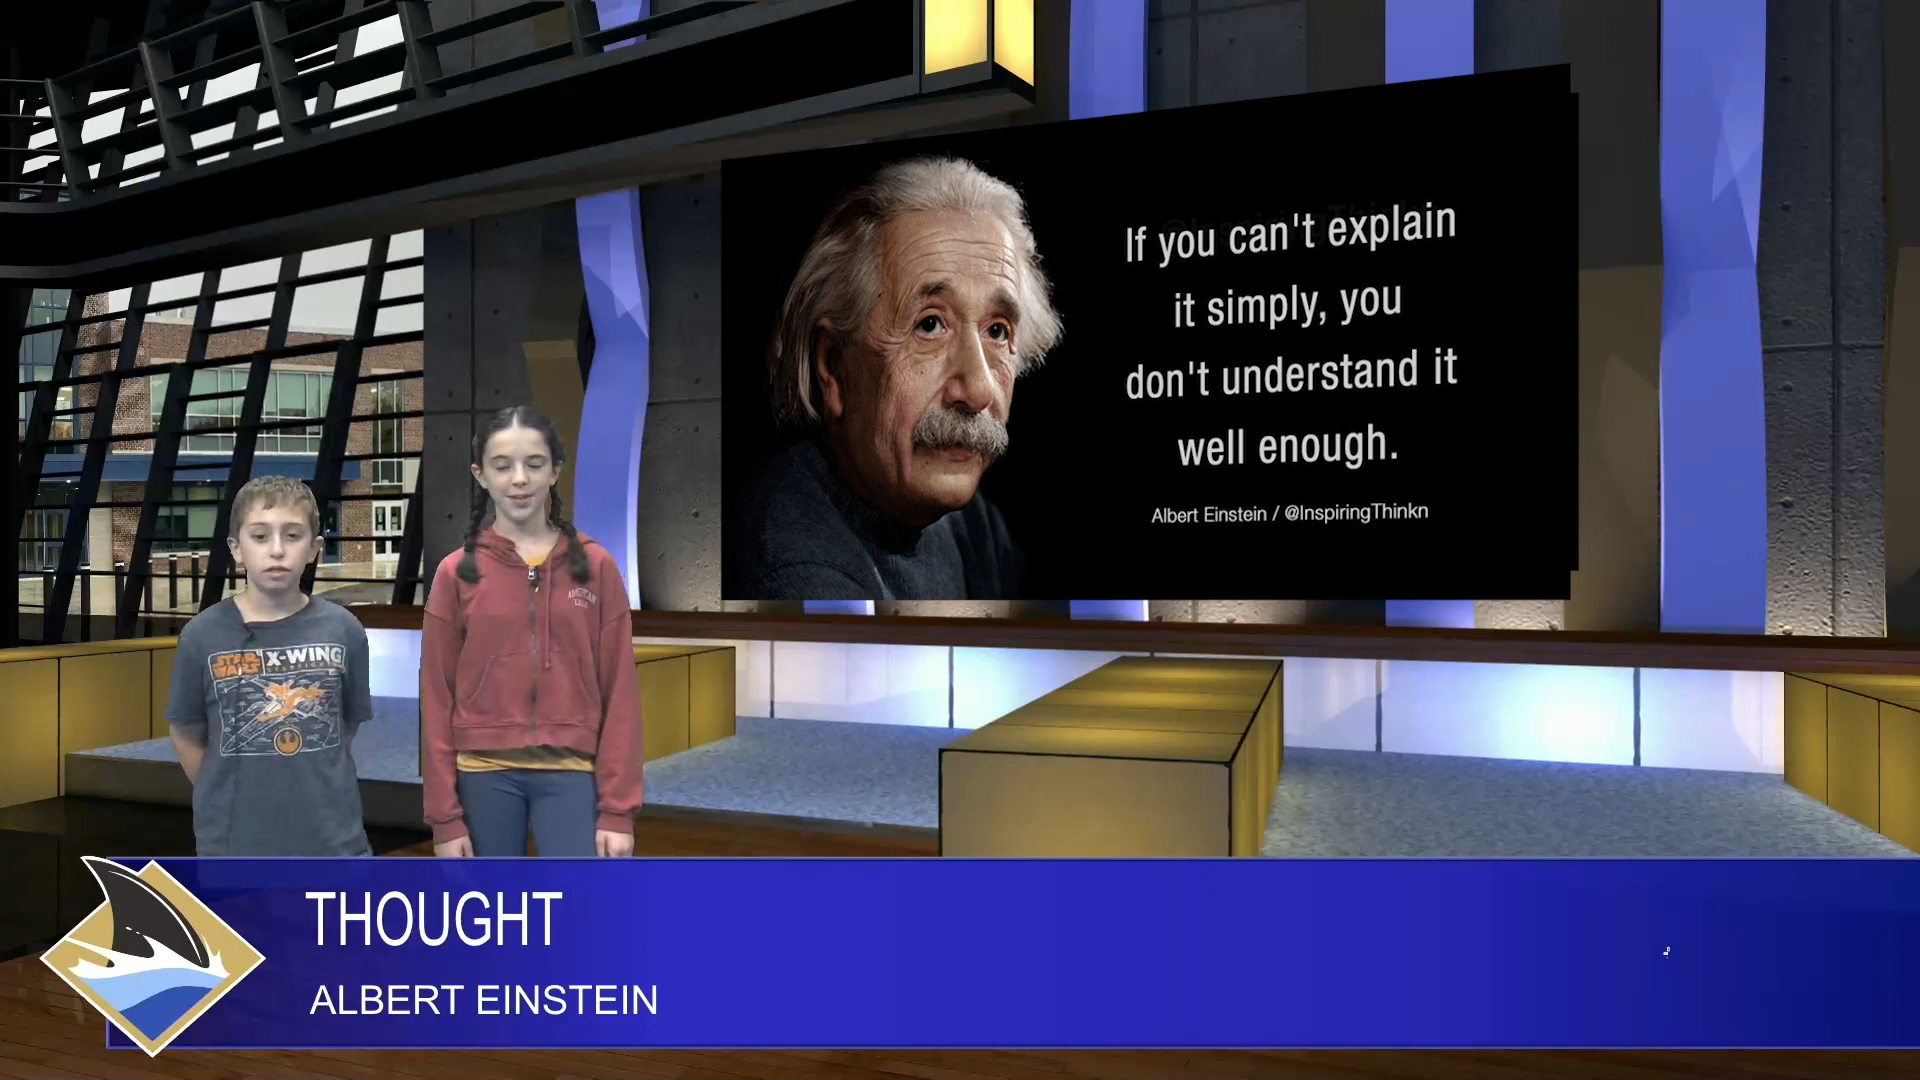 If you can't explain
it simply, you
don't understand it
well enough.
Albert Einstein / @InspiringThinkn
STAR WARS X-WING
AMERICAN
THOUGHT
ALBERT EINSTEIN